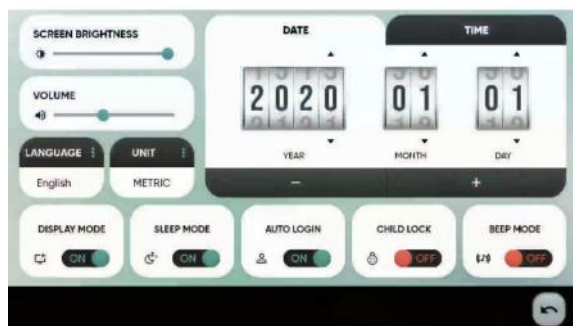 SCREEN BRIGHTNESS
VOLUME
LANGUAGE
English
UNIT
METRIC
DATE
TIME
2020
01
01
YEAR
MONTH
DAY
-
+
DISPLAY MODE
ON
SLEEP MODE
ON
AUTO LOGIN
ON
CHILD LOCK
OFF
BEEP MODE
OFF